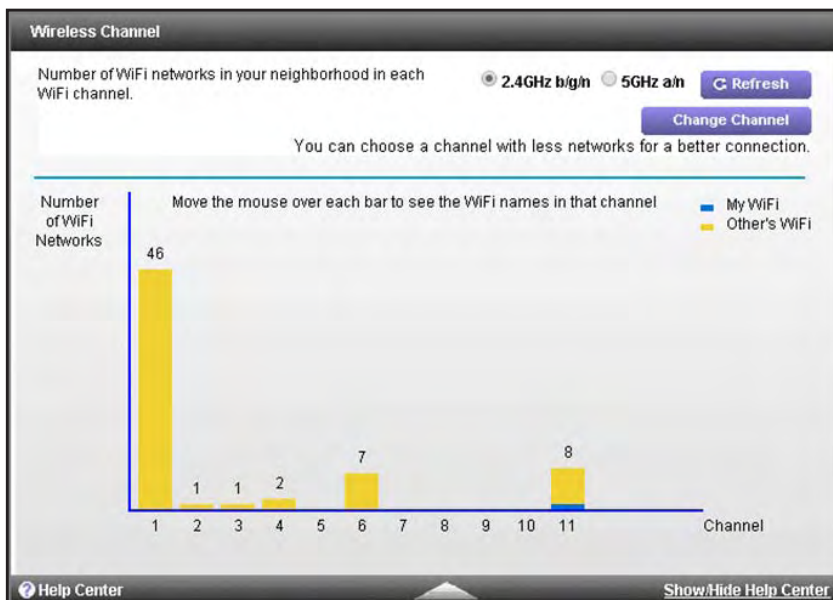 Wireless Channel
Number of WiFi networks in your neighborhood in each
WiFi channel.
2.4GHz b/g/n 5GHz a/n Refresh
Change Channel
You can choose a channel with less networks for a better connection.
Number
of WiFi
Networks
Move the mouse over each bar to see the WiFi names in that channel
My WiFi
Other's WiFi
46
1 1 2 7 8
1 2 3 4 5 6 7 8 9 10 11 Channel
? Help Center Show/Hide Help Center